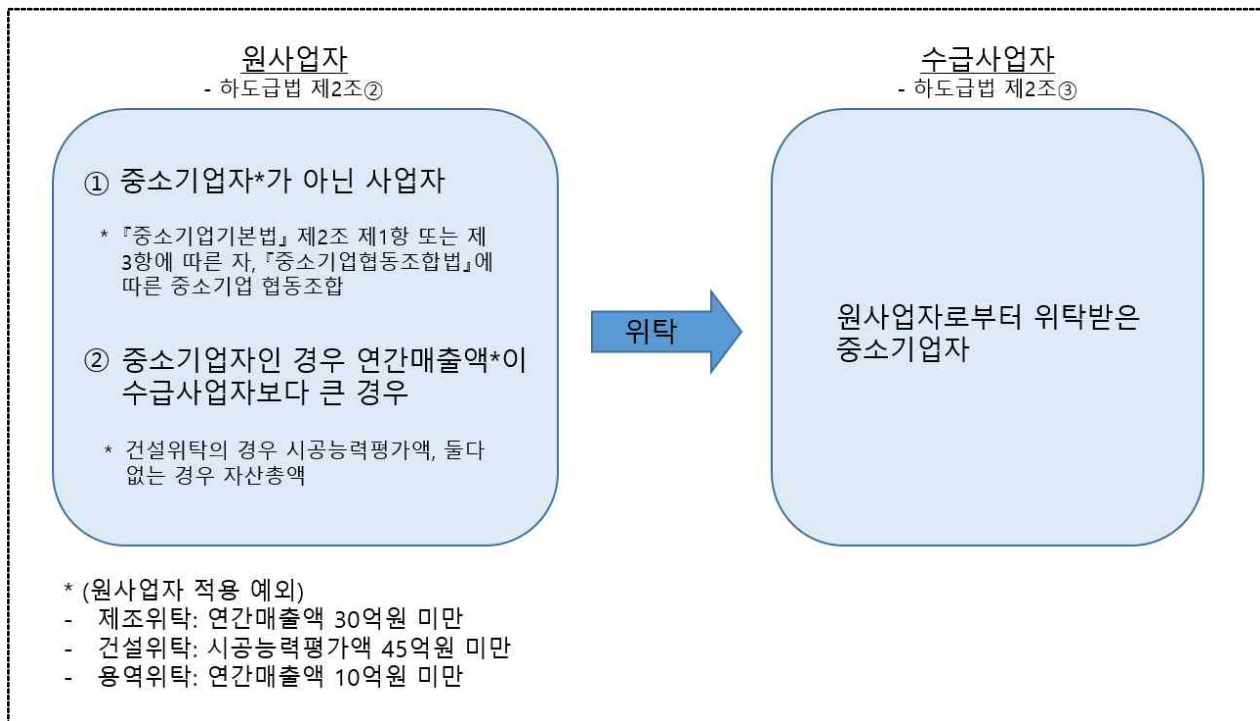 원사업자
- 하도급법 제2조②
① 중소기업자*가 아닌 사업자
* 『중소기업기본법』 제2조 제1항 또는 제
3항에 따른 자, 『중소기업협동조합법』에
따른 중소기업 협동조합
② 중소기업자인 경우 연간매출액*이
수급사업자보다 큰 경우
* 건설위탁의 경우 시공능력평가액, 둘다
없는 경우 자산총액
위탁
수급사업자
- 하도급법 제2조③
원사업자로부터 위탁받은
중소기업자
* (원사업자 적용 예외)
- 제조위탁: 연간매출액 30억원 미만
- 건설위탁: 시공능력평가액 45억원 미만
- 용역위탁: 연간매출액 10억원 미만